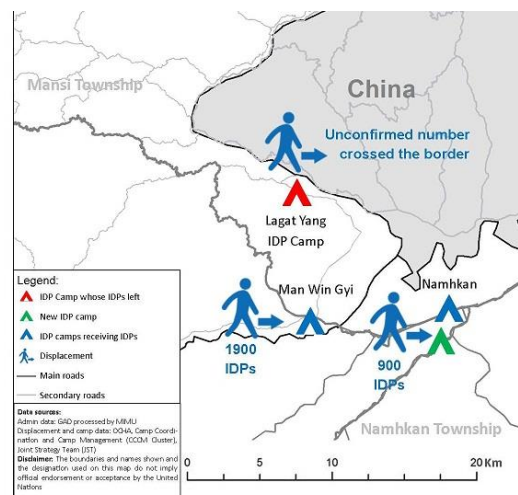 Mansi Township
China
Unconfirmed number
crossed the border
Lagat Yang
IDP Camp
Man Win Gyi
Namhkan
1900
IDPs
900
IDPs
Namhkan Township
Legend:
IDP Camp whose IDPs left
New IDP camp
IDP camps receiving IDPs
Displacement
Main roads
Secondary roads
Data sources:
Admin data: GAD processed by MIMU
Displacement and camp data: OCHA, Camp Coordi-
nation and Camp Management (CCCM Cluster),
Joint Strategy Team (JST)
Disclaimer: The boundaries and names shown and
the designation used on this map do not imply
official endorsement or acceptance by the United
Nations
0 5 10 15 20 Km